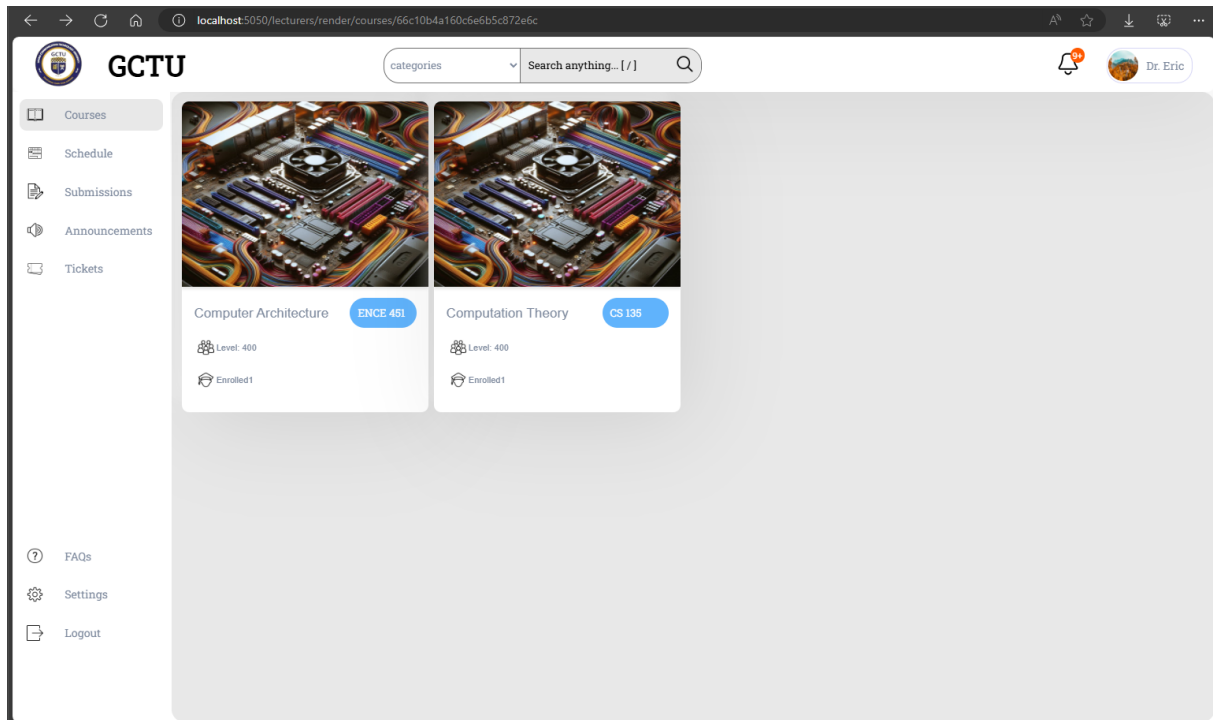 localhost:5050/lecturers/render/courses/66c10b4a160c6e6b5c872e6c
GCTU
GCTU
categories
Search anything... [ / ]
9+
Dr. Eric
Courses
Schedule
Submissions
Announcements
Tickets
FAQs
Settings
Logout
Computer Architecture
ENCE 451
Level: 400
Enrolled1
Computation Theory
CS 135
Level: 400
Enrolled1